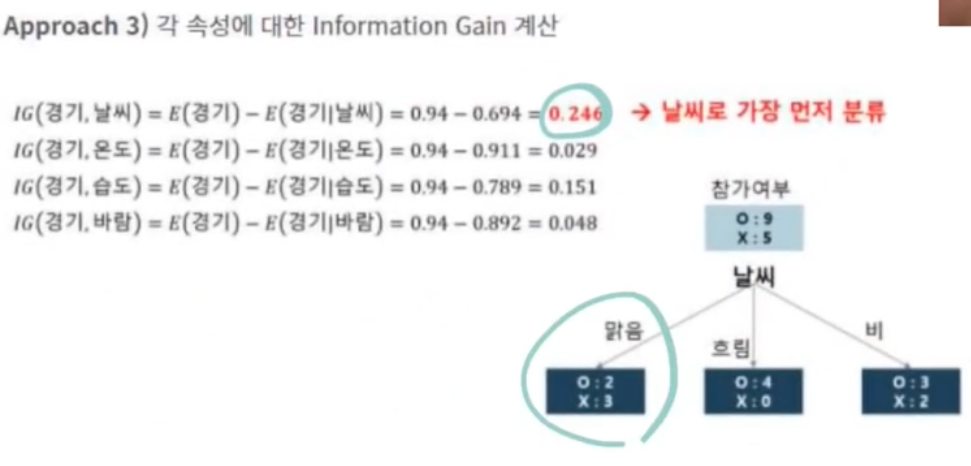 Approach 3) 각 속성에 대한 Information Gain 계산
IG(경기, 날씨) = E(경기) − E(경기|날씨) = 0.94 − 0.694 = 0.246 → 날씨로 가장 먼저 분류
IG(경기, 온도) = E(경기) − E(경기|온도) = 0.94 − 0.911 = 0.029
IG(경기, 습도) = E(경기) − E(경기|습도) = 0.94 − 0.789 = 0.151
IG(경기, 바람) = E(경기) − E(경기|바람) = 0.94 − 0.892 = 0.048
참가여부
O : 9
X : 5
날씨
맑음
흐림
비
O : 2
X : 3
O : 4
X : 0
O : 3
X : 2